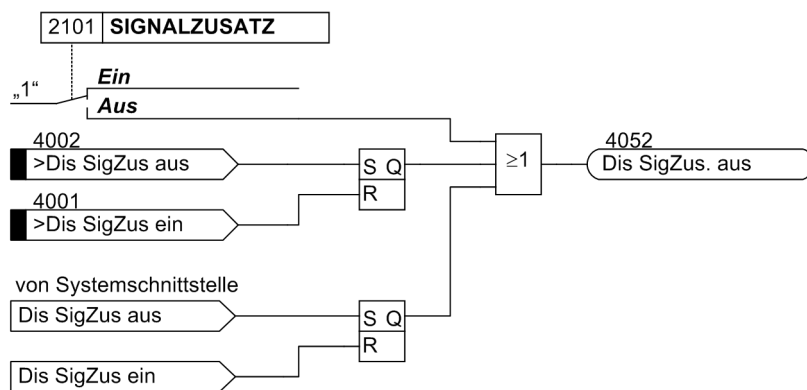 2101 SIGNALZUSATZ
„1“
Ein
Aus
4002
>Dis SigZus aus
S Q
R
≥1
4052
Dis SigZus. aus
4001
>Dis SigZus ein
von Systemschnittstelle
Dis SigZus aus
S Q
R
Dis SigZus ein